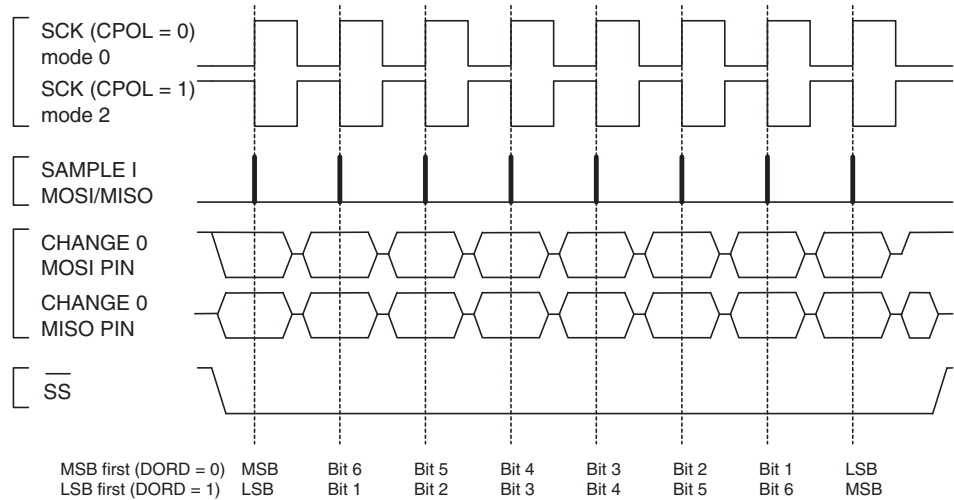 SCK (CPOL = 0)
mode 0
SCK (CPOL = 1)
mode 2
SAMPLE I
MOSI/MISO
CHANGE 0
MOSI PIN
CHANGE 0
MISO PIN
SS
MSB first (DORD = 0) MSB Bit 6 Bit 5 Bit 4 Bit 3 Bit 2 Bit 1 LSB
LSB first (DORD = 1) LSB Bit 1 Bit 2 Bit 3 Bit 4 Bit 5 Bit 6 MSB